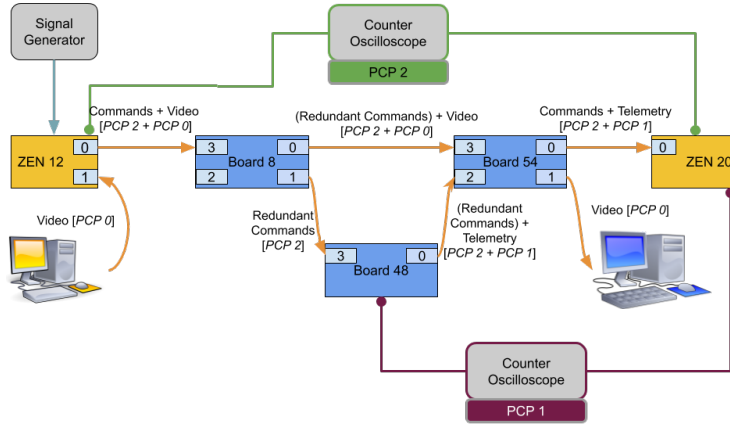 Signal
Generator
Counter
Oscilloscope
PCP 2
Commands + Video
[PCP 2 + PCP 0]
(Redundant Commands) + Video
[PCP 2 + PCP 0]
Commands + Telemetry
[PCP 2 + PCP 1]
ZEN 12
0
1
3
0
Board 8
2
1
3
0
Board 54
2
1
0
ZEN 20
Video [PCP 0]
Redundant
Commands
[PCP 2]
(Redundant
Commands) +
Telemetry
[PCP 2 + PCP 1]
Video [PCP 0]
3
0
Board 48
Counter
Oscilloscope
PCP 1